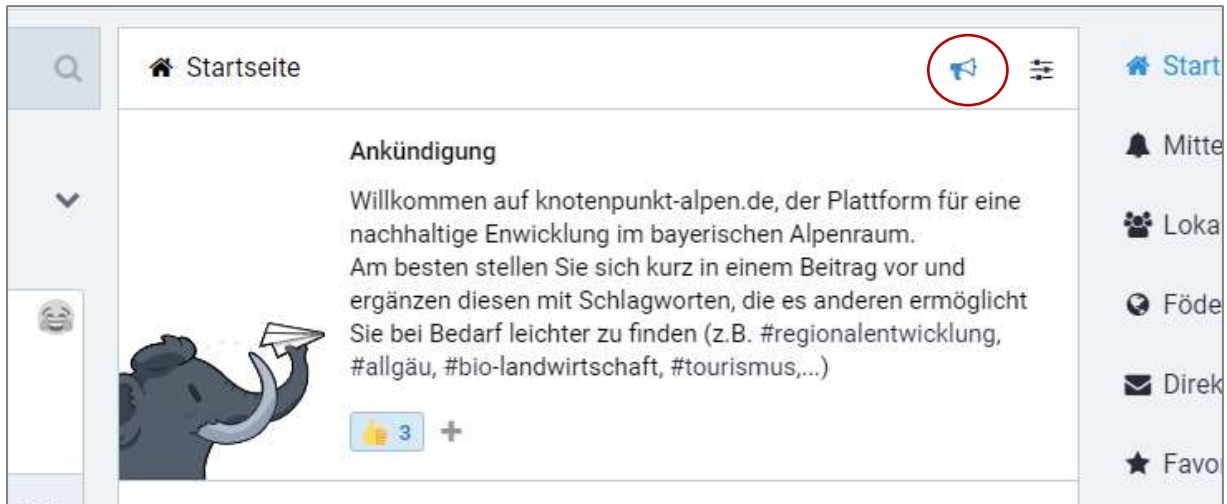 Startseite
Ankündigung
Willkommen auf knotenpunkt-alpen.de, der Plattform für eine
nachhaltige Enwicklung im bayerischen Alpenraum.
Am besten stellen Sie sich kurz in einem Beitrag vor und
ergänzen diesen mit Schlagworten, die es anderen ermöglicht
Sie bei Bedarf leichter zu finden (z.B. #regionalentwicklung,
#allgäu, #bio-landwirtschaft, #tourismus,...)
3
Start
Mitte
Loka
Föde
Direk
Favo